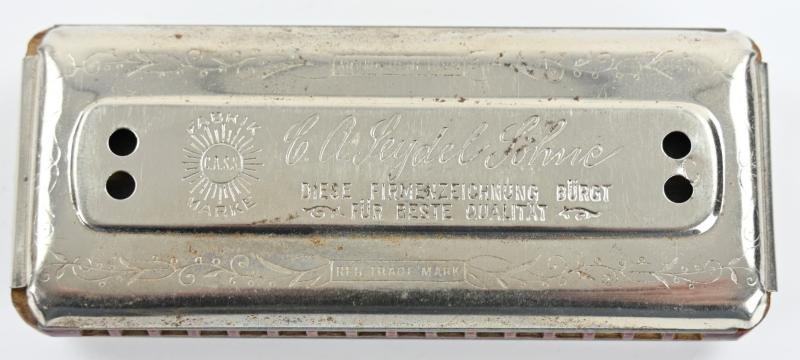 FABRIK
C.A.S.S.
MARKE
C. A. Seydel Söhne
DIESE FIRMENZEICHNUNG BÜRGT
FÜR BESTE QUALITÄT
REG TRADE MARK